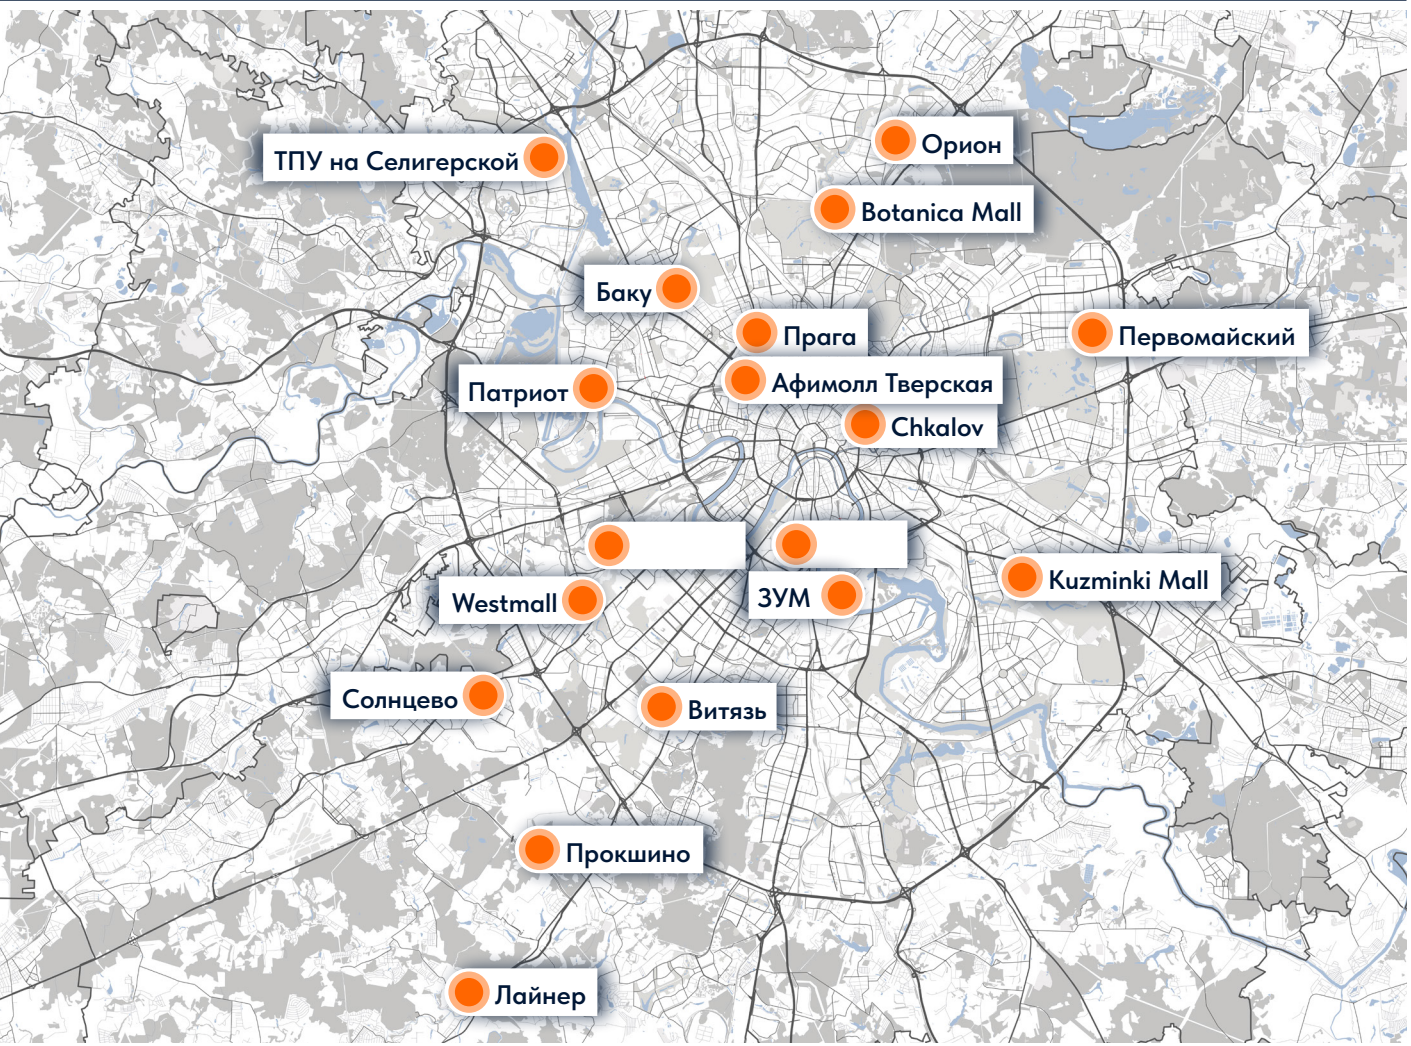 Орион
ТПУ на Селигерской
Botanica Mall
Баку
Прага
Первомайский
Афимолл Тверская
Патриот
Chkalov
Kuzminki Mall
ЗУМ
Westmall
Солнцево
Витязь
Прокшино
Лайнер